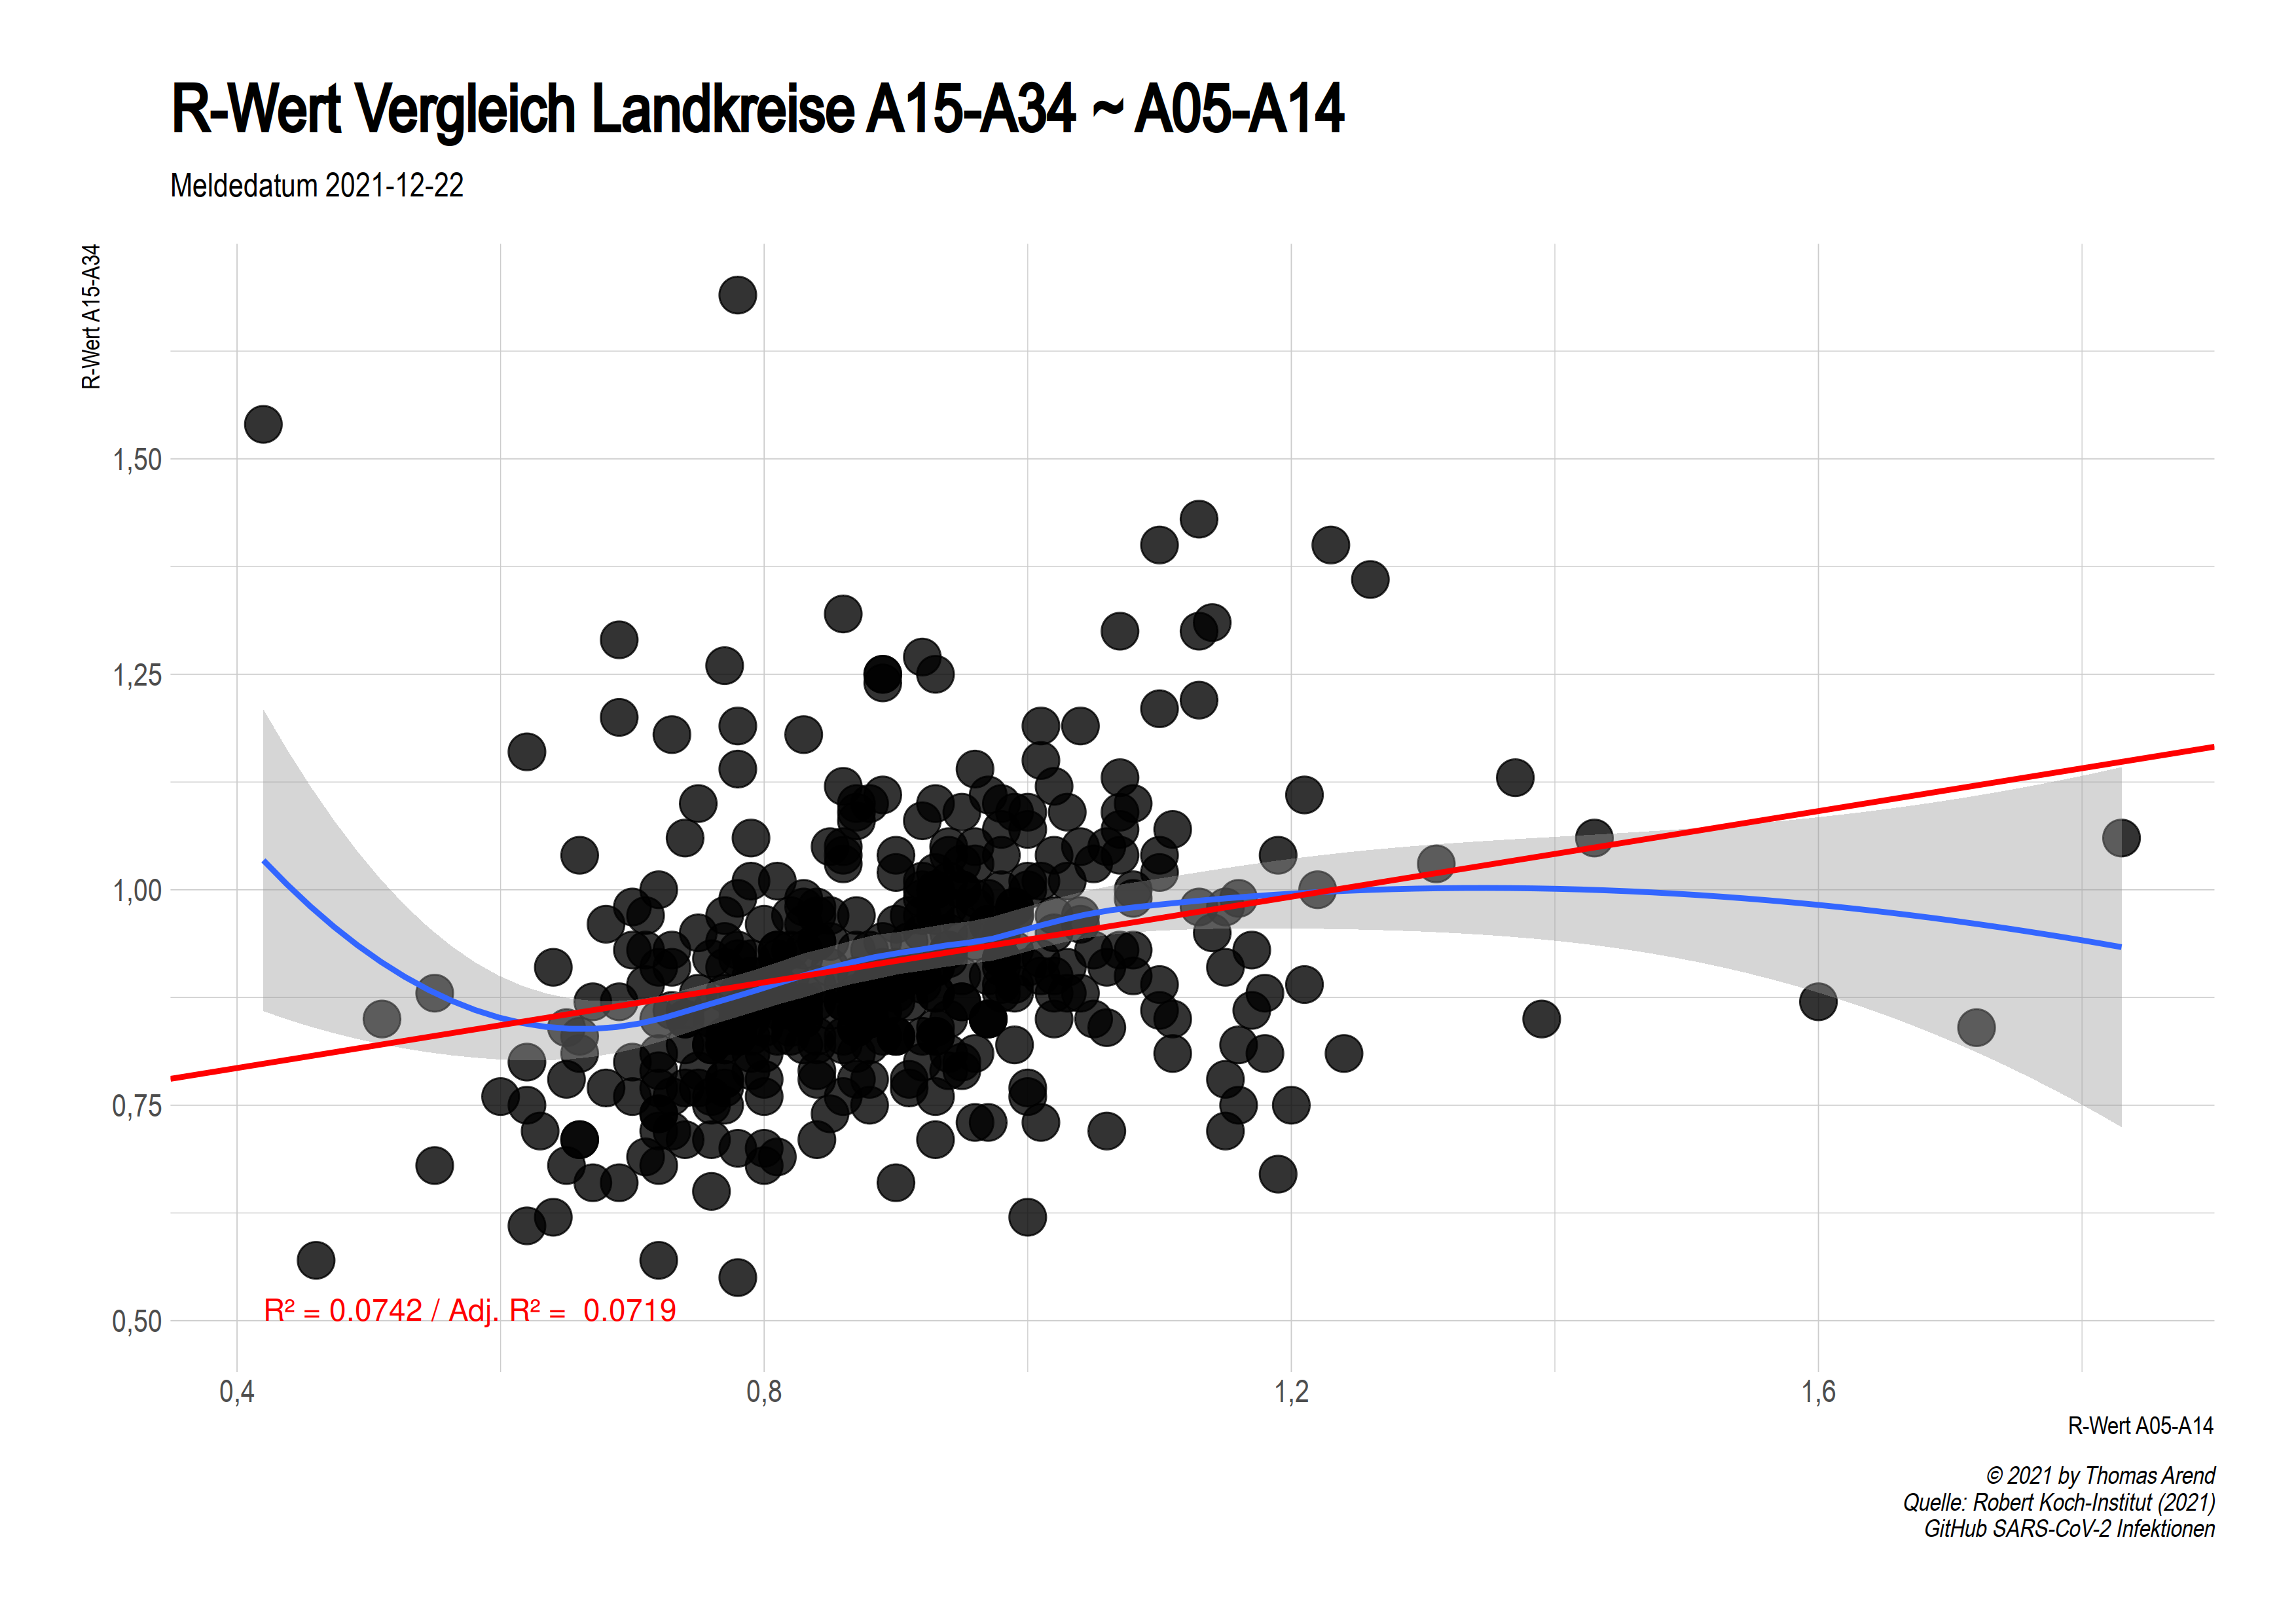 R-Wert Vergleich Landkreise A15-A34 ~ A05-A14
Meldedatum 2021-12-22
R-Wert A15-A34
1,50
1,25
1,00
0,75
0,50
R² = 0.0742 / Adj. R² =  0.0719
0,4
0,8
1,2
1,6
R-Wert A05-A14
© 2021 by Thomas Arend
Quelle: Robert Koch-Institut (2021)
GitHub SARS-CoV-2 Infektionen